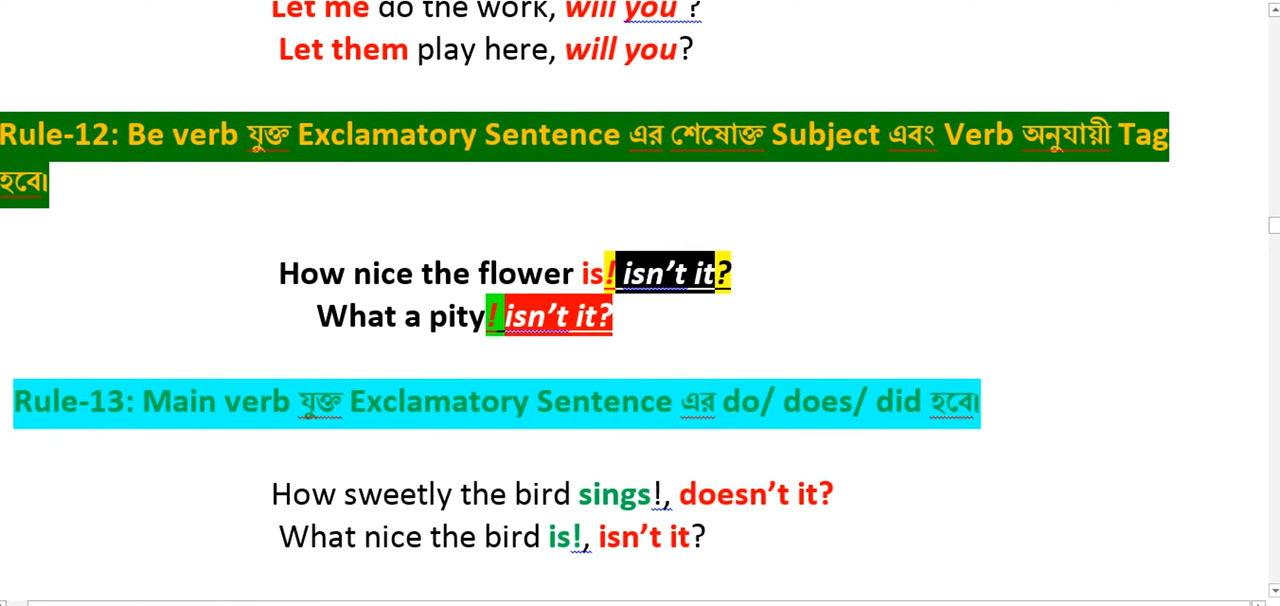 Let me do the work, will you ?
Let them play here, will you?
Rule-12: Be verb যুক্ত Exclamatory Sentence এর শেষোক্ত Subject এবং Verb অনুযায়ী Tag
হবে।
How nice the flower is! isn’t it?
What a pity! isn’t it?
Rule-13: Main verb যুক্ত Exclamatory Sentence এর do/ does/ did হবে।
How sweetly the bird sings!, doesn’t it?
What nice the bird is!, isn’t it?